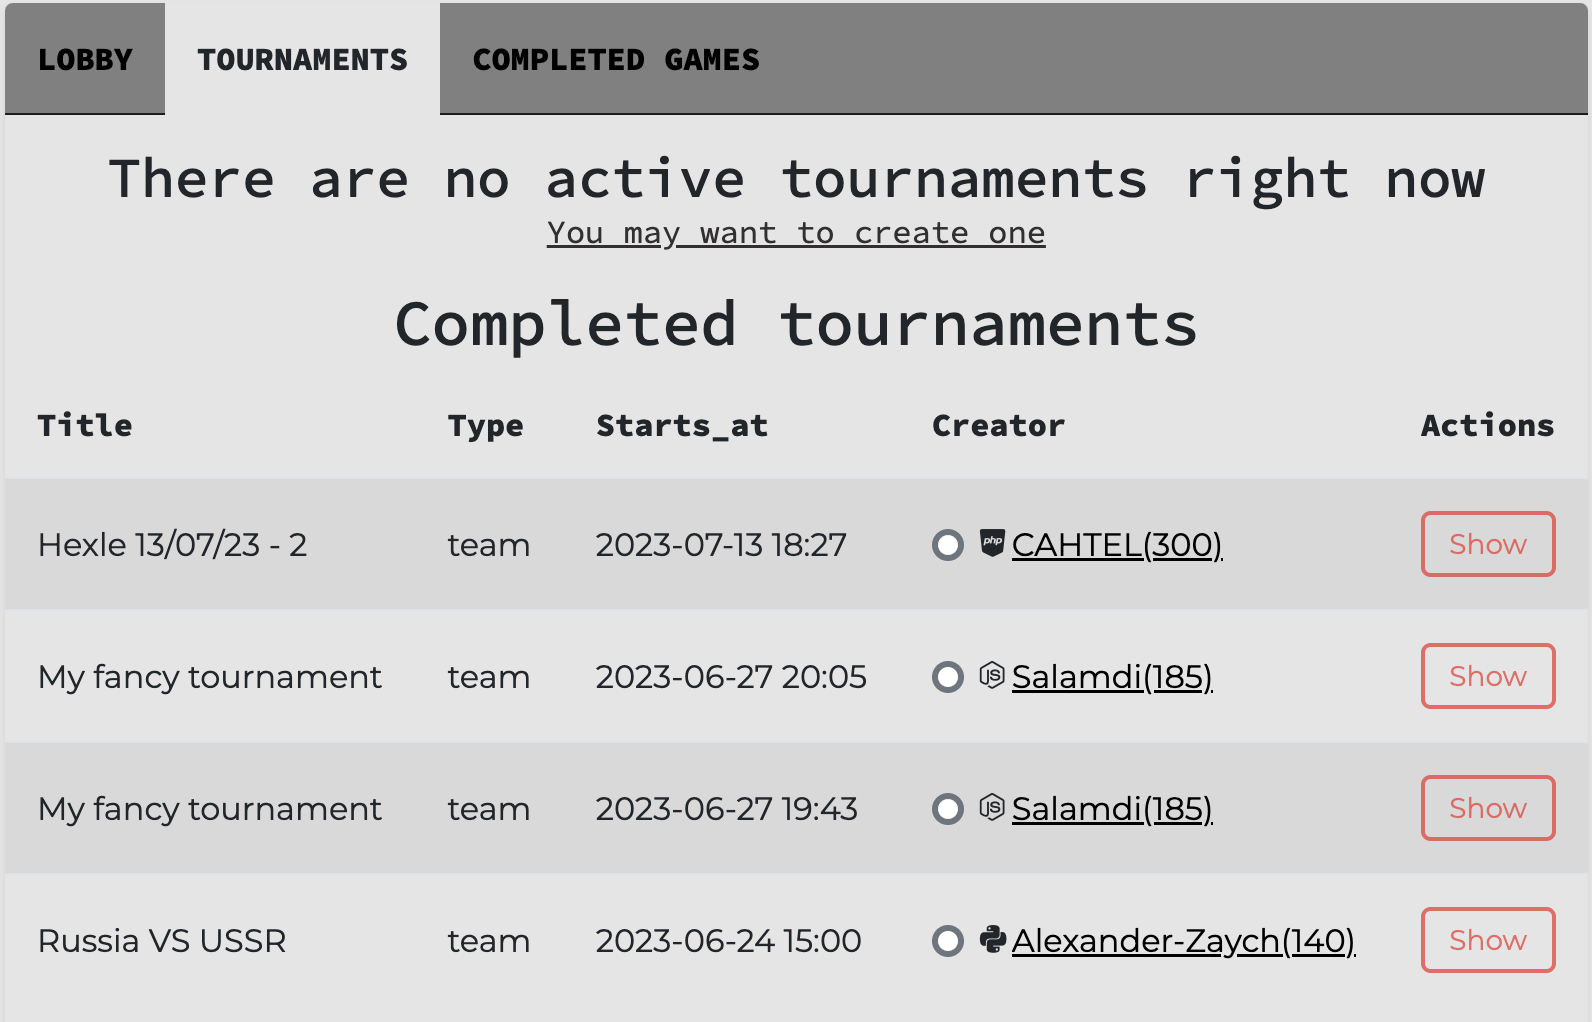 LOBBY TOURNAMENTS COMPLETED GAMES
There are no active tournaments right now
You may want to create one
Completed tournaments
Title Type Starts_at Creator Actions
Hexle 13/07/23 - 2 team 2023-07-13 18:27 php CAHTEL(300) Show
My fancy tournament team 2023-06-27 20:05 JS Salamdi(185) Show
My fancy tournament team 2023-06-27 19:43 JS Salamdi(185) Show
Russia VS USSR team 2023-06-24 15:00 Alexander-Zaych(140) Show